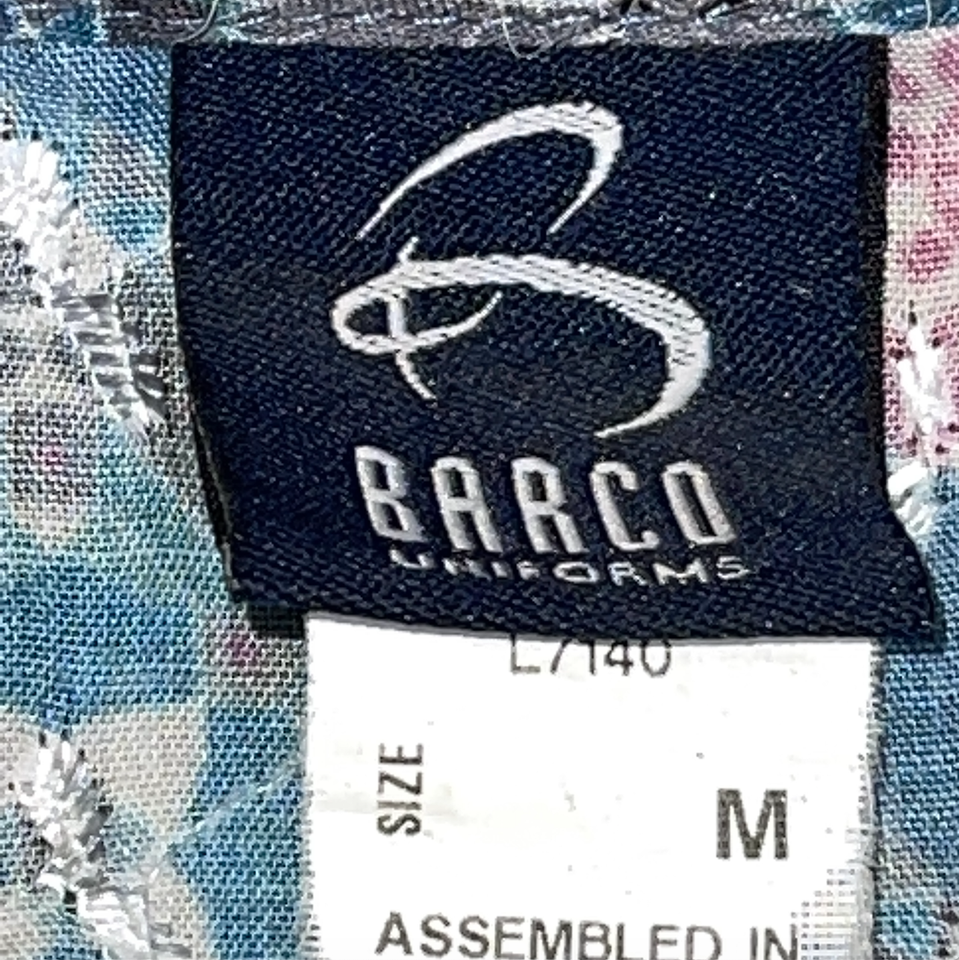 BARCO
UNIFORMS
L7140
SIZE M
ASSEMBLED IN